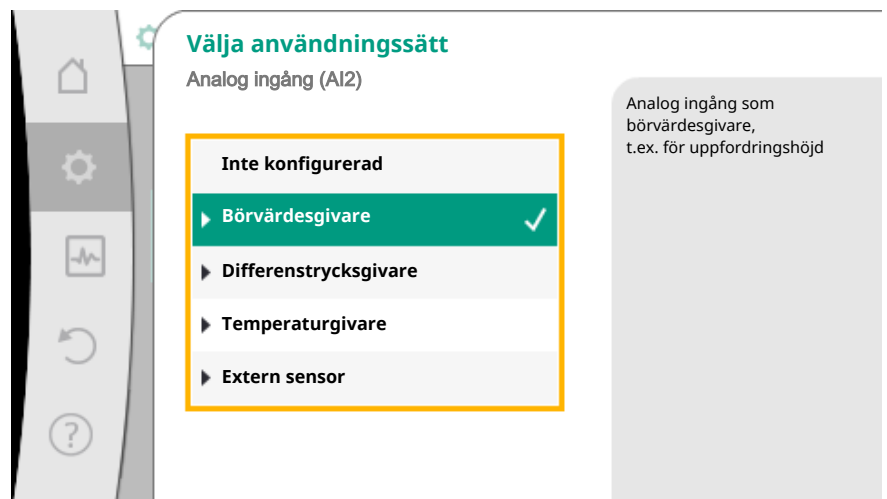 Välja användningssätt
Analog ingång (AI2)
Inte konfigurerad
Börvärdesgivare
Differenstrycksgivare
Temperaturgivare
Extern sensor
Analog ingång som
börvärdesgivare,
t.ex. för uppfordringshöjd
?